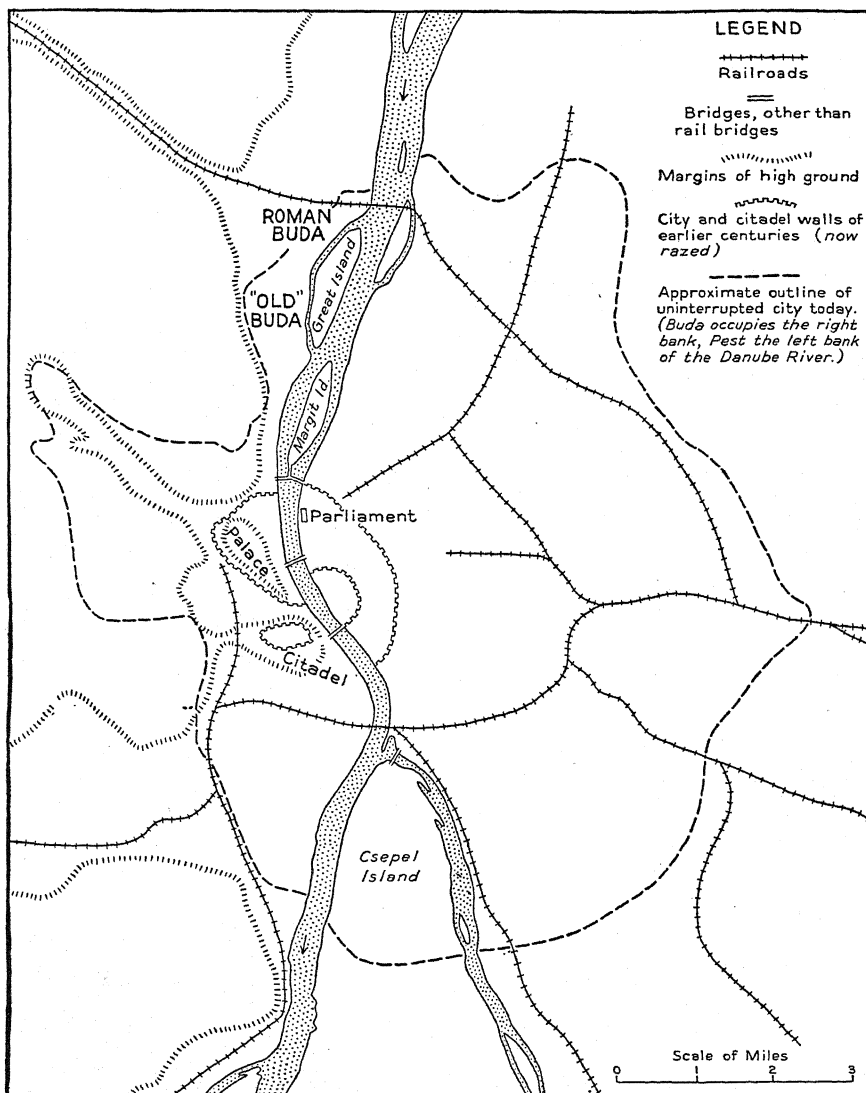 LEGEND
Railroads
Bridges, other than
rail bridges
Margins of high ground
City and citadel walls of
earlier centuries (now
razed)
Approximate outline of
uninterrupted city today.
(Buda occupies the right
bank, Pest the left bank
of the Danube River.)
ROMAN
BUDA
"OLD"
BUDA
Great Island
Margit Id
Parliament
Palace
Citadel
Csepel
Island
Scale of Miles
0 1 2 3